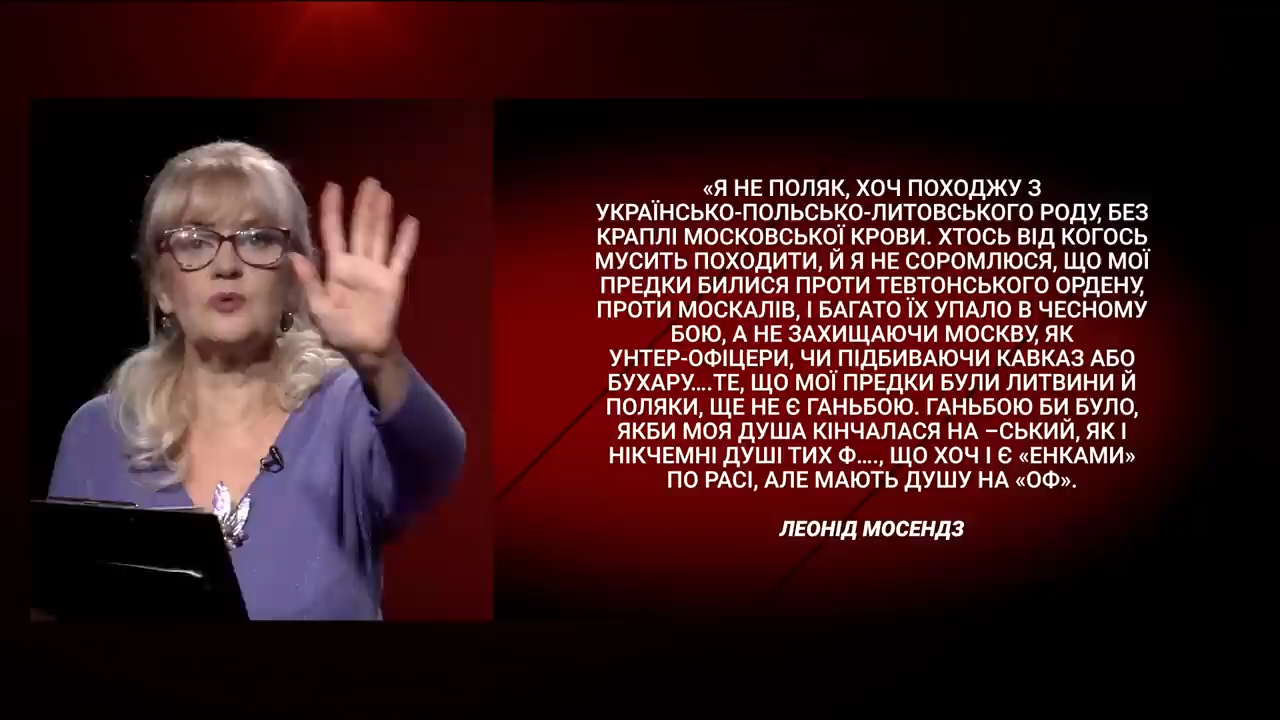 «Я НЕ ПОЛЯК, ХОЧ ПОХОДЖУ З
УКРАЇНСЬКО-ПОЛЬСЬКО-ЛИТОВСЬКОГО РОДУ, БЕЗ
КРАПЛІ МОСКОВСЬКОЇ КРОВИ. ХТОСЬ ВІД КОГОСЬ
МУСИТЬ ПОХОДИТИ, Й Я НЕ СОРОМЛЮСЯ, ЩО МОЇ
ПРЕДКИ БИЛИСЯ ПРОТИ ТЕВТОНСЬКОГО ОРДЕНУ,
ПРОТИ МОСКАЛІВ, І БАГАТО ЇХ УПАЛО В ЧЕСНОМУ
БОЮ, А НЕ ЗАХИЩАЮЧИ МОСКВУ, ЯК
УНТЕР-ОФІЦЕРИ, ЧИ ПІДБИВАЮЧИ КАВКАЗ АБО
БУХАРУ....ТЕ, ЩО МОЇ ПРЕДКИ БУЛИ ЛИТВИНИ Й
ПОЛЯКИ, ЩЕ НЕ Є ГАНЬБОЮ. ГАНЬБОЮ БИ БУЛО,
ЯКБИ МОЯ ДУША КІНЧАЛАСЯ НА –СЬКИЙ, ЯК І
НІКЧЕМНІ ДУШІ ТИХ Ф...., ЩО ХОЧ І Є «ЕНКАМИ»
ПО РАСІ, АЛЕ МАЮТЬ ДУШУ НА «ОФ».
ЛЕОНІД МОСЕНДЗ